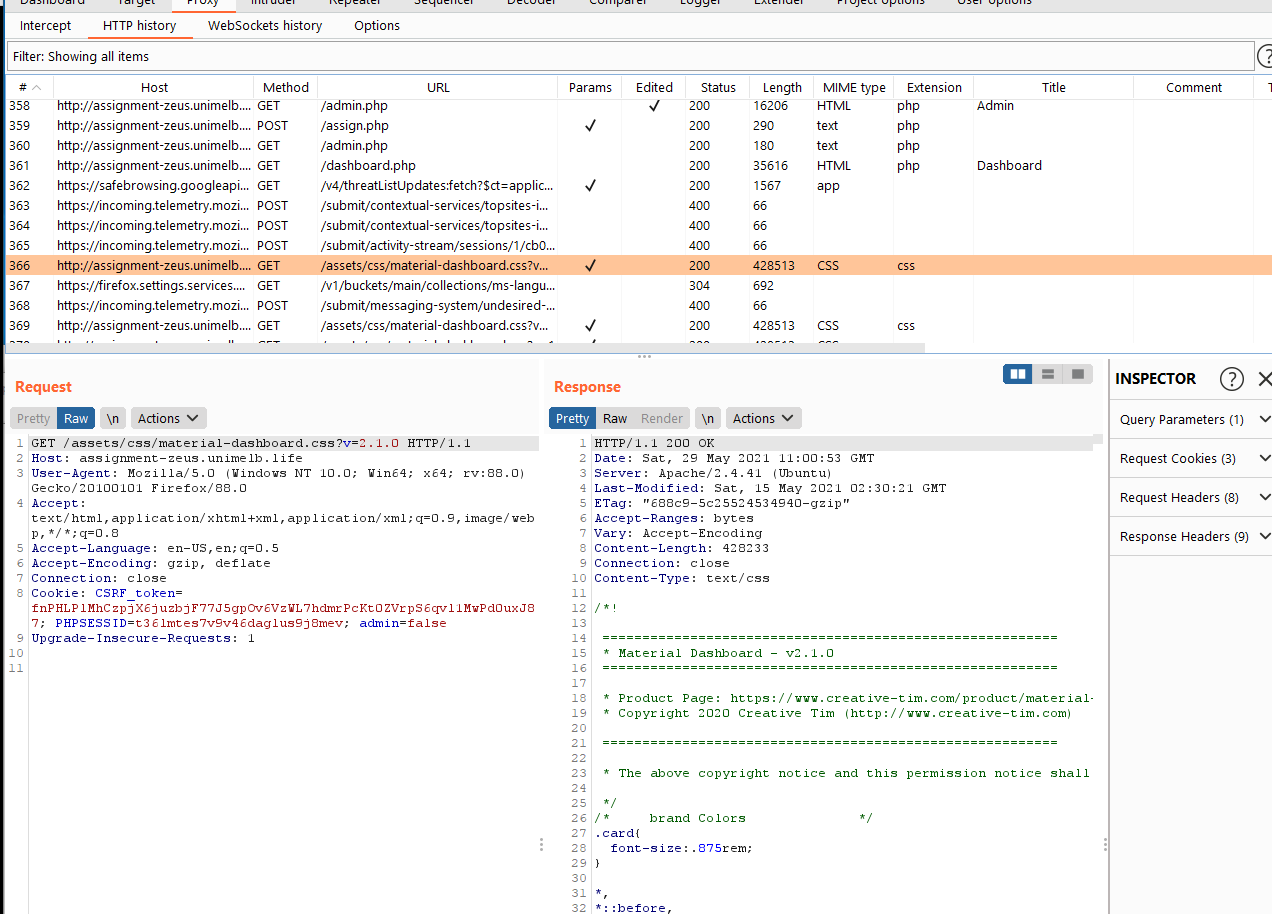 Dashboard Target Proxy Intruder Repeater Sequencer Decoder Comparer Logger Extender Project options User options
Intercept HTTP history WebSockets history Options
Filter: Showing all items
# Host Method URL Params Edited Status Length MIME type Extension Title Comment
358 http://assignment-zeus.unimelb.... GET /admin.php ✓ 200 16206 HTML php Admin
359 http://assignment-zeus.unimelb.... POST /assign.php ✓ 200 290 text php
360 http://assignment-zeus.unimelb.... GET /admin.php 200 180 text php
361 http://assignment-zeus.unimelb.... GET /dashboard.php 200 35616 HTML php Dashboard
362 https://safebrowsing.googleapi... GET /v4/threatListUpdates:fetch?$ct=applic... ✓ 200 1567 app
363 https://incoming.telemetry.mozi... POST /submit/contextual-services/topsites-i... 400 66
364 https://incoming.telemetry.mozi... POST /submit/contextual-services/topsites-i... 400 66
365 https://incoming.telemetry.mozi... POST /submit/activity-stream/sessions/1/cb0... 400 66
366 http://assignment-zeus.unimelb.... GET /assets/css/material-dashboard.css?v... ✓ 200 428513 CSS css
367 https://firefox.settings.services.... GET /v1/buckets/main/collections/ms-langu... 304 692
368 https://incoming.telemetry.mozi... POST /submit/messaging-system/undesired-... 400 66
369 http://assignment-zeus.unimelb.... GET /assets/css/material-dashboard.css?v... ✓ 200 428513 CSS css
Request
Pretty Raw \n Actions
1 GET /assets/css/material-dashboard.css?v=2.1.0 HTTP/1.1
2 Host: assignment-zeus.unimelb.life
3 User-Agent: Mozilla/5.0 (Windows NT 10.0; Win64; x64; rv:88.0)
Gecko/20100101 Firefox/88.0
4 Accept:
text/html,application/xhtml+xml,application/xml;q=0.9,image/web
p,*/*;q=0.8
5 Accept-Language: en-US,en;q=0.5
6 Accept-Encoding: gzip, deflate
7 Connection: close
8 Cookie: CSRF_token=
fnPHLP1MhCzpjX6juzbjF77J5gpOv6VzWL7hdmrPcKt0ZVrpS6qvl1MwPd0uxJ8
7; PHPSESSID=t36lmtes7v9v46daglus9j8mev; admin=false
9 Upgrade-Insecure-Requests: 1
10
11
Response
Pretty Raw Render \n Actions
1 HTTP/1.1 200 OK
2 Date: Sat, 29 May 2021 11:00:53 GMT
3 Server: Apache/2.4.41 (Ubuntu)
4 Last-Modified: Sat, 15 May 2021 02:30:21 GMT
5 ETag: "688c9-5c25524534940-gzip"
6 Accept-Ranges: bytes
7 Vary: Accept-Encoding
8 Content-Length: 428233
9 Connection: close
10 Content-Type: text/css
11
12 /*!
13
14 =========================================================
15 * Material Dashboard - v2.1.0
16 =========================================================
17
18 * Product Page: https://www.creative-tim.com/product/material-
19 * Copyright 2020 Creative Tim (http://www.creative-tim.com)
20
21 =========================================================
22
23 * The above copyright notice and this permission notice shall
24
25 */
26 /* brand Colors */
27 .card{
28 font-size:.875rem;
29 }
30
31 *,
32 *::before,
INSPECTOR
Query Parameters (1)
Request Cookies (3)
Request Headers (8)
Response Headers (9)